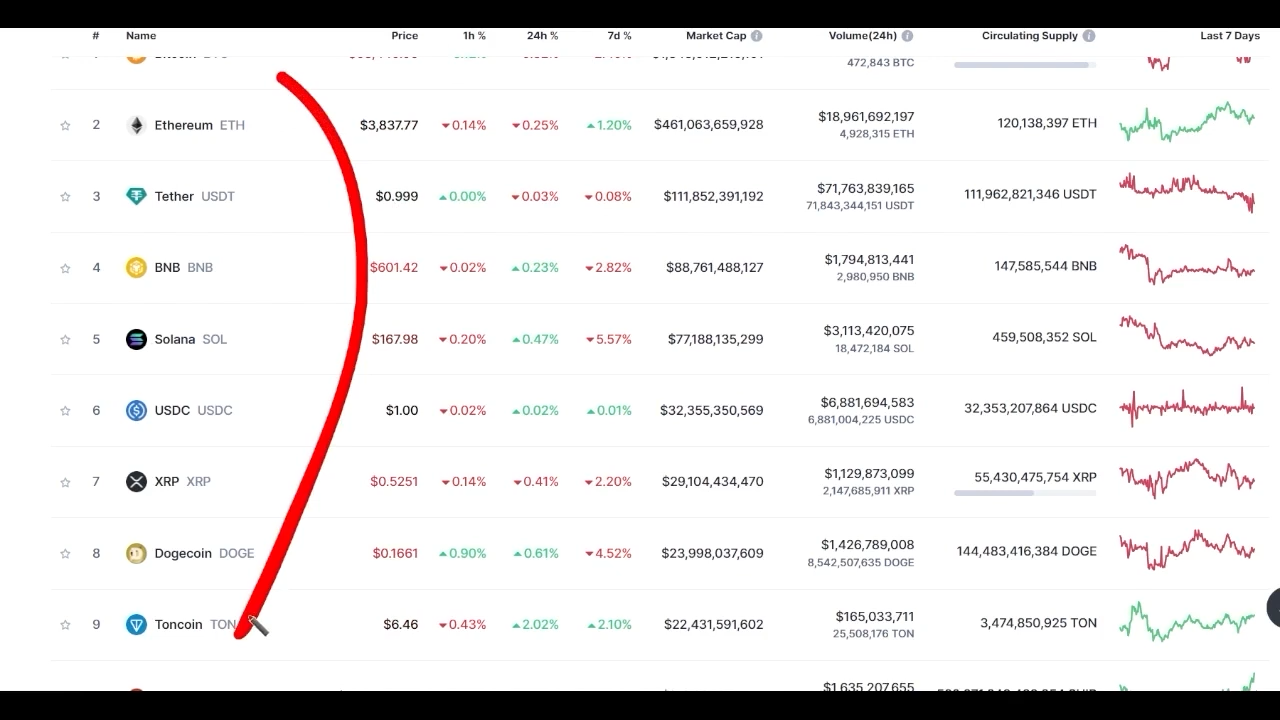 # Name Price 1h % 24h % 7d % Market Cap Volume(24h) Circulating Supply Last 7 Days
472,843 BTC
2 Ethereum ETH $3,837.77 0.14% 0.25% 1.20% $461,063,659,928 $18,961,692,197 120,138,397 ETH
4,928,315 ETH
3 Tether USDT $0.999 0.00% 0.03% 0.08% $111,852,391,192 $71,763,839,165 111,962,821,346 USDT
71,843,344,151 USDT
4 BNB BNB $601.42 0.02% 0.23% 2.82% $88,761,488,127 $1,794,813,441 147,585,544 BNB
2,980,950 BNB
5 Solana SOL $167.98 0.20% 0.47% 5.57% $77,188,135,299 $3,113,420,075 459,508,352 SOL
18,472,184 SOL
6 USDC USDC $1.00 0.02% 0.02% 0.01% $32,355,350,569 $6,881,694,583 32,353,207,864 USDC
6,881,004,225 USDC
7 XRP XRP $0.5251 0.14% 0.41% 2.20% $29,104,434,470 $1,129,873,099 55,430,475,754 XRP
2,147,685,911 XRP
8 Dogecoin DOGE $0.1661 0.90% 0.61% 4.52% $23,998,037,609 $1,426,789,008 144,483,416,384 DOGE
8,542,507,635 DOGE
9 Toncoin TON $6.46 0.43% 2.02% 2.10% $22,431,591,602 $165,033,711 3,474,850,925 TON
25,508,176 TON
$1,635,207,655